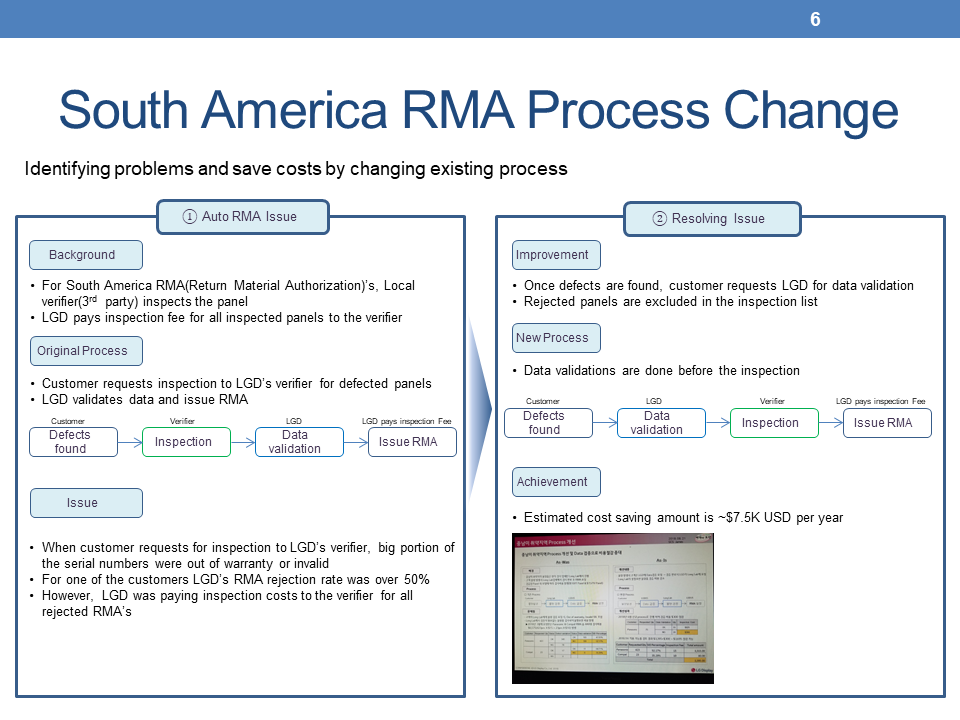 6
South America RMA Process Change
Identifying problems and save costs by changing existing process
① Auto RMA Issue
Background
• For South America RMA(Return Material Authorization)'s, Local
verifier(3rd party) inspects the panel
• LGD pays inspection fee for all inspected panels to the verifier
Original Process
• Customer requests inspection to LGD's verifier for defected panels
• LGD validates data and issue RMA
Customer Verifier LGD LGD pays inspection Fee
Defects
found
Inspection
Data
validation
Issue RMA
Issue
• When customer requests for inspection to LGD's verifier, big portion of
the serial numbers were out of warranty or invalid
• For one of the customers LGD's RMA rejection rate was over 50%
• However, LGD was paying inspection costs to the verifier for all
rejected RMA's
② Resolving Issue
Improvement
• Once defects are found, customer requests LGD for data validation
• Rejected panels are excluded in the inspection list
New Process
• Data validations are done before the inspection
Customer LGD Verifier LGD pays inspection Fee
Defects
found
Data
validation
Inspection
Issue RMA
Achievement
• Estimated cost saving amount is ~$7.5K USD per year